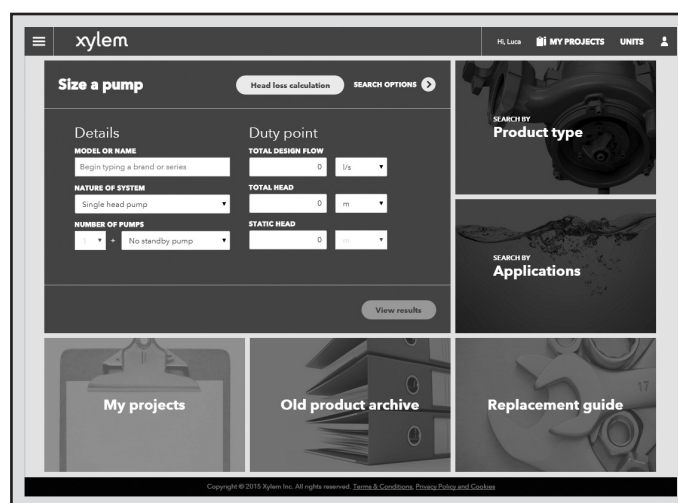 xylem
Hi, Luca MY PROJECTS UNITS
Size a pump
Head loss calculation
SEARCH OPTIONS
Details
MODEL OR NAME
Begin typing a brand or series
NATURE OF SYSTEM
Single head pump
NUMBER OF PUMPS
1 + No standby pump
Duty point
TOTAL DESIGN FLOW
0 l/s
TOTAL HEAD
0 m
STATIC HEAD
0 m
View results
SEARCH BY
Product type
SEARCH BY
Applications
My projects
Old product archive
Replacement guide
17
Copyright © 2015 Xylem Inc. All rights reserved. Terms & Conditions, Privacy Policy and Cookies